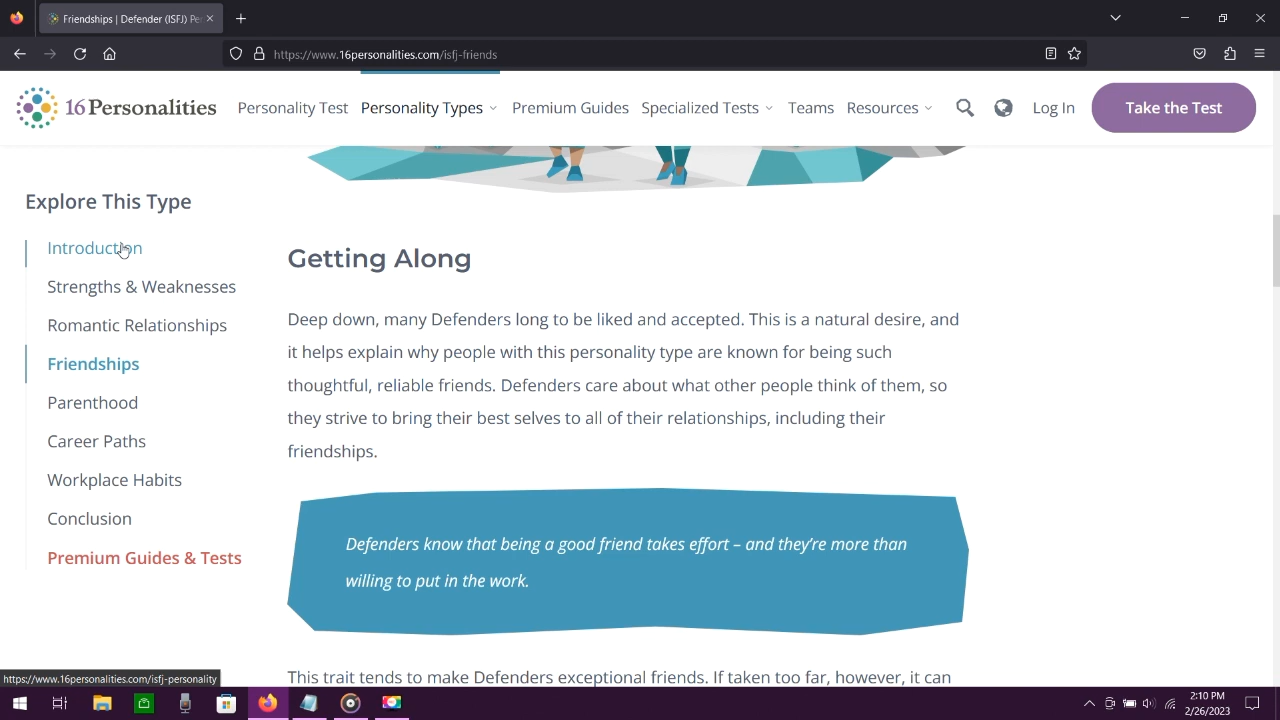 Friendships | Defender (ISFJ) Pe
https://www.16personalities.com/isfj-friends
16Personalities
Personality Test
Personality Types
Premium Guides
Specialized Tests
Teams
Resources
Log In
Take the Test
Explore This Type
Introduction
Strengths & Weaknesses
Romantic Relationships
Friendships
Parenthood
Career Paths
Workplace Habits
Conclusion
Premium Guides & Tests
Getting Along
Deep down, many Defenders long to be liked and accepted. This is a natural desire, and
it helps explain why people with this personality type are known for being such
thoughtful, reliable friends. Defenders care about what other people think of them, so
they strive to bring their best selves to all of their relationships, including their
friendships.
Defenders know that being a good friend takes effort – and they're more than
willing to put in the work.
This trait tends to make Defenders exceptional friends. If taken too far, however, it can
https://www.16personalities.com/isfj-personality
2:10 PM
2/26/2023